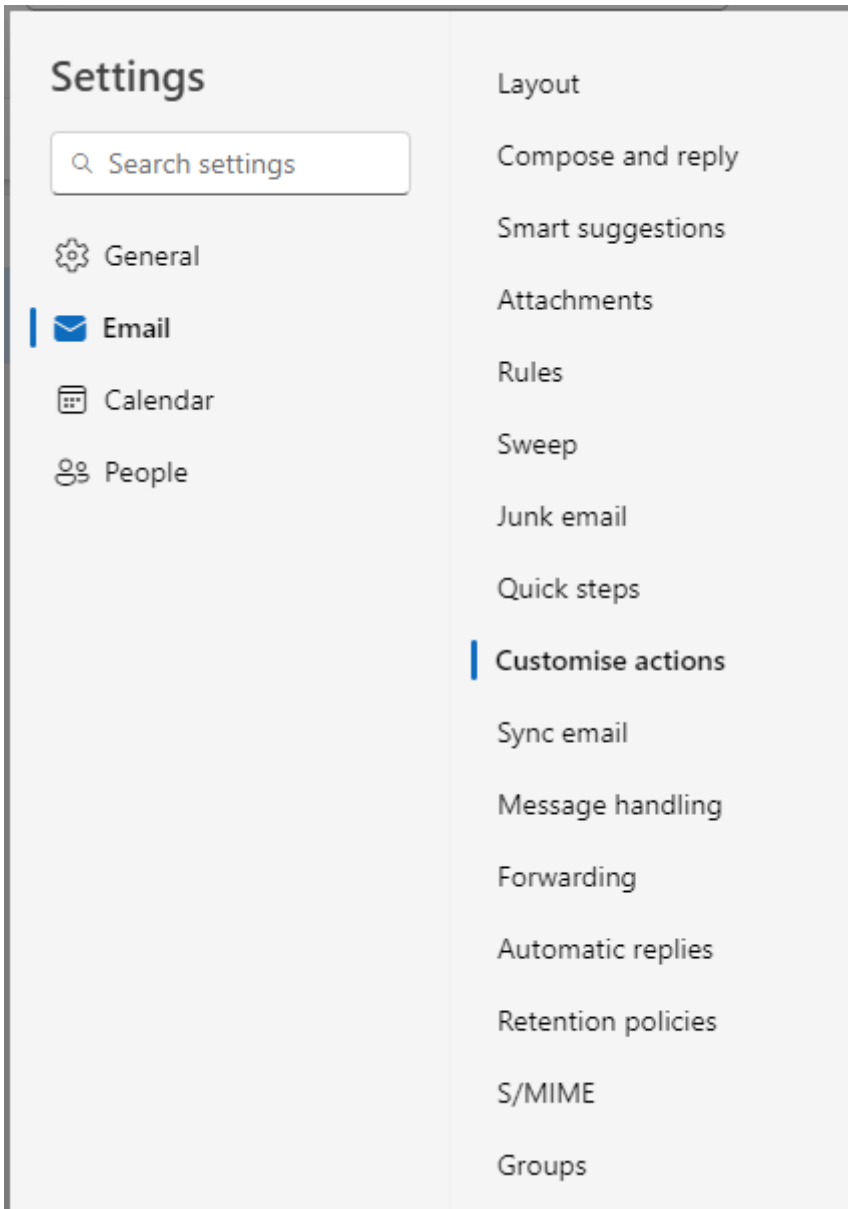 Settings
Search settings
General
Email
Calendar
People
Layout
Compose and reply
Smart suggestions
Attachments
Rules
Sweep
Junk email
Quick steps
Customise actions
Sync email
Message handling
Forwarding
Automatic replies
Retention policies
S/MIME
Groups